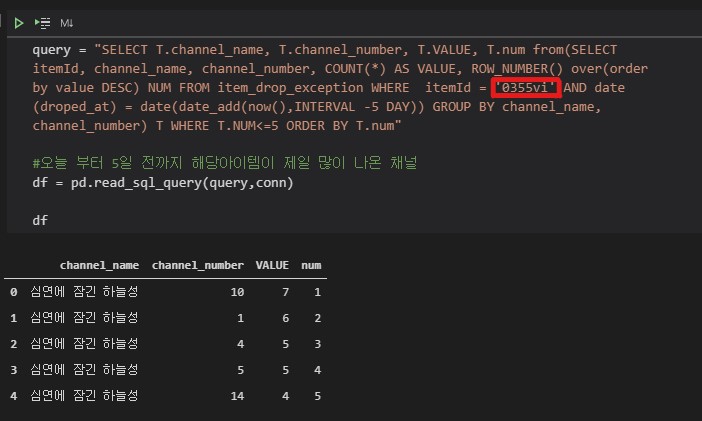 M↓
query = "SELECT T.channel_name, T.channel_number, T.VALUE, T.num from(SELECT
itemId, channel_name, channel_number, COUNT(*) AS VALUE, ROW_NUMBER() over(order
by value DESC) NUM FROM item_drop_exception WHERE  itemId = '0355vi' AND date
(droped_at) = date(date_add(now(),INTERVAL -5 DAY)) GROUP BY channel_name,
channel_number) T WHERE T.NUM<=5 ORDER BY T.num"
#오늘 부터 5일 전까지 해당아이템이 제일 많이 나온 채널
df = pd.read_sql_query(query,conn)
df
channel_name channel_number VALUE num
0 심연에 잠긴 하늘성 10 7 1
1 심연에 잠긴 하늘성 1 6 2
2 심연에 잠긴 하늘성 4 5 3
3 심연에 잠긴 하늘성 5 5 4
4 심연에 잠긴 하늘성 14 4 5